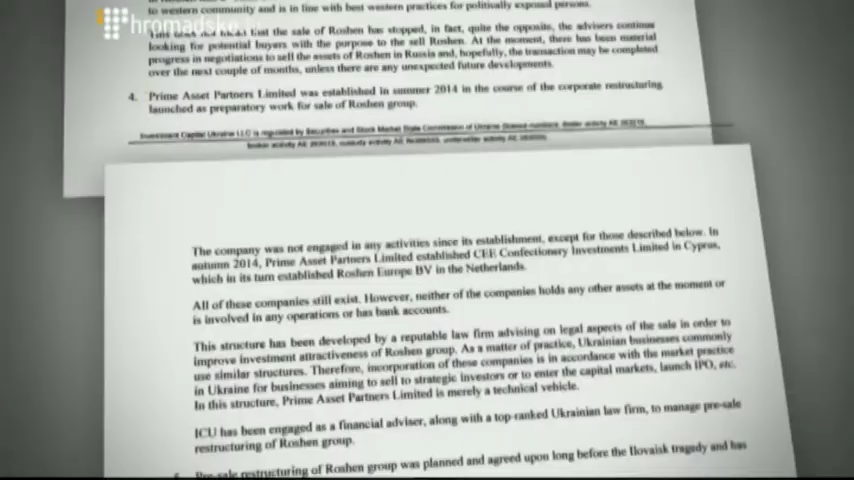 hromadske.tv
to western community and is in line with best western practices for politically exposed persons.
that the sale of Roshen has stopped, in fact, quite the opposite, the advisers continue
looking for potential buyers with the purpose to the sell Roshen. At the moment, there has been material
progress in negotiations to sell the assets of Roshen in Russia and, hopefully, the transaction may be completed
over the next couple of months, unless there are any unexpected future developments.
4. Prime Asset Partners Limited was established in summer 2014 in the course of the corporate restructuring
launched as preparatory work for sale of Roshen group.
Investment Capital Ukraine LLC is regulated by Securities and Stock Market State Commission of Ukraine
The company was not engaged in any activities since its establishment, except for those described below. In
autumn 2014, Prime Asset Partners Limited established CEE Confectionery Investments Limited in Cyprus,
which in its turn established Roshen Europe BV in the Netherlands.
All of these companies still exist. However, neither of the companies holds any other assets at the moment or
is involved in any operations or has bank accounts.
This structure has been developed by a reputable law firm advising on legal aspects of the sale in order to
improve investment attractiveness of Roshen group. As a matter of practice, Ukrainian businesses commonly
use similar structures. Therefore, incorporation of these companies is in accordance with the market practice
in Ukraine for businesses aiming to sell to strategic investors or to enter the capital markets, launch IPO, etc.
In this structure, Prime Asset Partners Limited is merely a technical vehicle.
ICU has been engaged as a financial adviser, along with a top-ranked Ukrainian law firm, to manage pre-sale
restructuring of Roshen group.
5. Pre-sale restructuring of Roshen group was planned and agreed upon long before the Ilovaisk tragedy and has